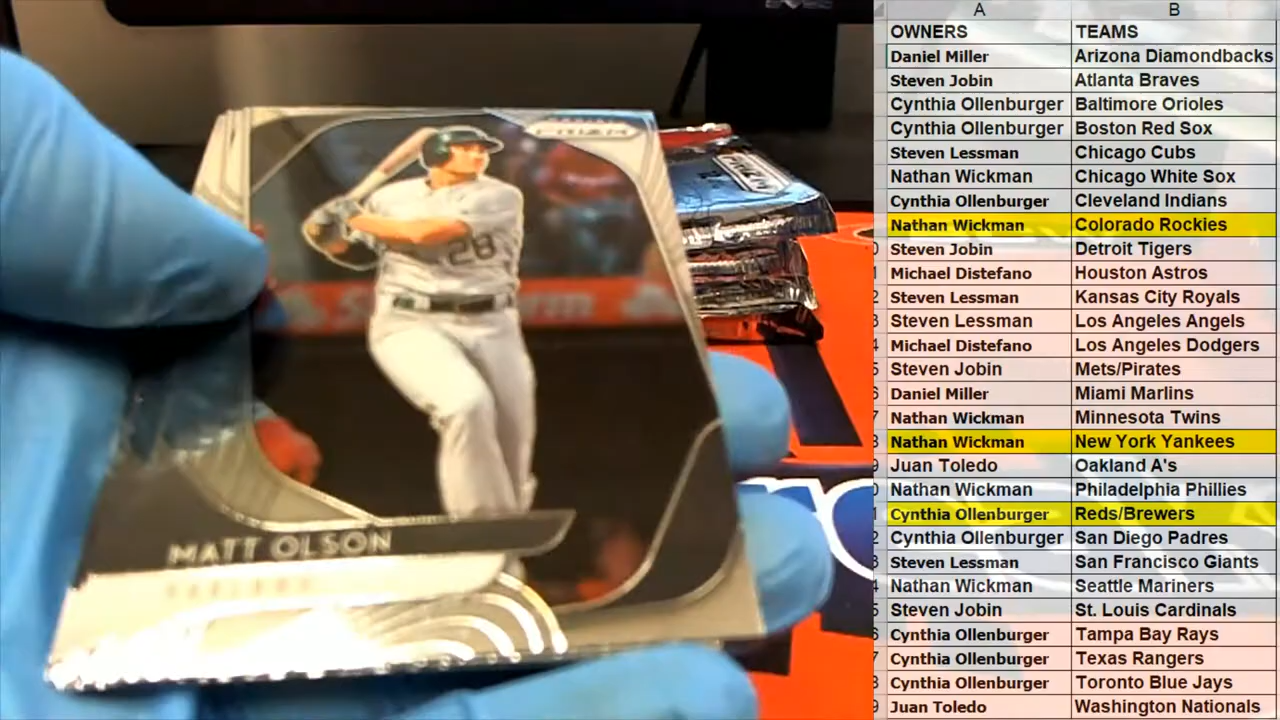 PRIZM
28
MATT OLSON
OAKLAND
A B
OWNERS TEAMS
Daniel Miller Arizona Diamondbacks
Steven Jobin Atlanta Braves
Cynthia Ollenburger Baltimore Orioles
Cynthia Ollenburger Boston Red Sox
Steven Lessman Chicago Cubs
Nathan Wickman Chicago White Sox
Cynthia Ollenburger Cleveland Indians
Nathan Wickman Colorado Rockies
Steven Jobin Detroit Tigers
Michael Distefano Houston Astros
Steven Lessman Kansas City Royals
Steven Lessman Los Angeles Angels
Michael Distefano Los Angeles Dodgers
Steven Jobin Mets/Pirates
Daniel Miller Miami Marlins
Nathan Wickman Minnesota Twins
Nathan Wickman New York Yankees
Juan Toledo Oakland A's
Nathan Wickman Philadelphia Phillies
Cynthia Ollenburger Reds/Brewers
Cynthia Ollenburger San Diego Padres
Steven Lessman San Francisco Giants
Nathan Wickman Seattle Mariners
Steven Jobin St. Louis Cardinals
Cynthia Ollenburger Tampa Bay Rays
Cynthia Ollenburger Texas Rangers
Cynthia Ollenburger Toronto Blue Jays
Juan Toledo Washington Nationals